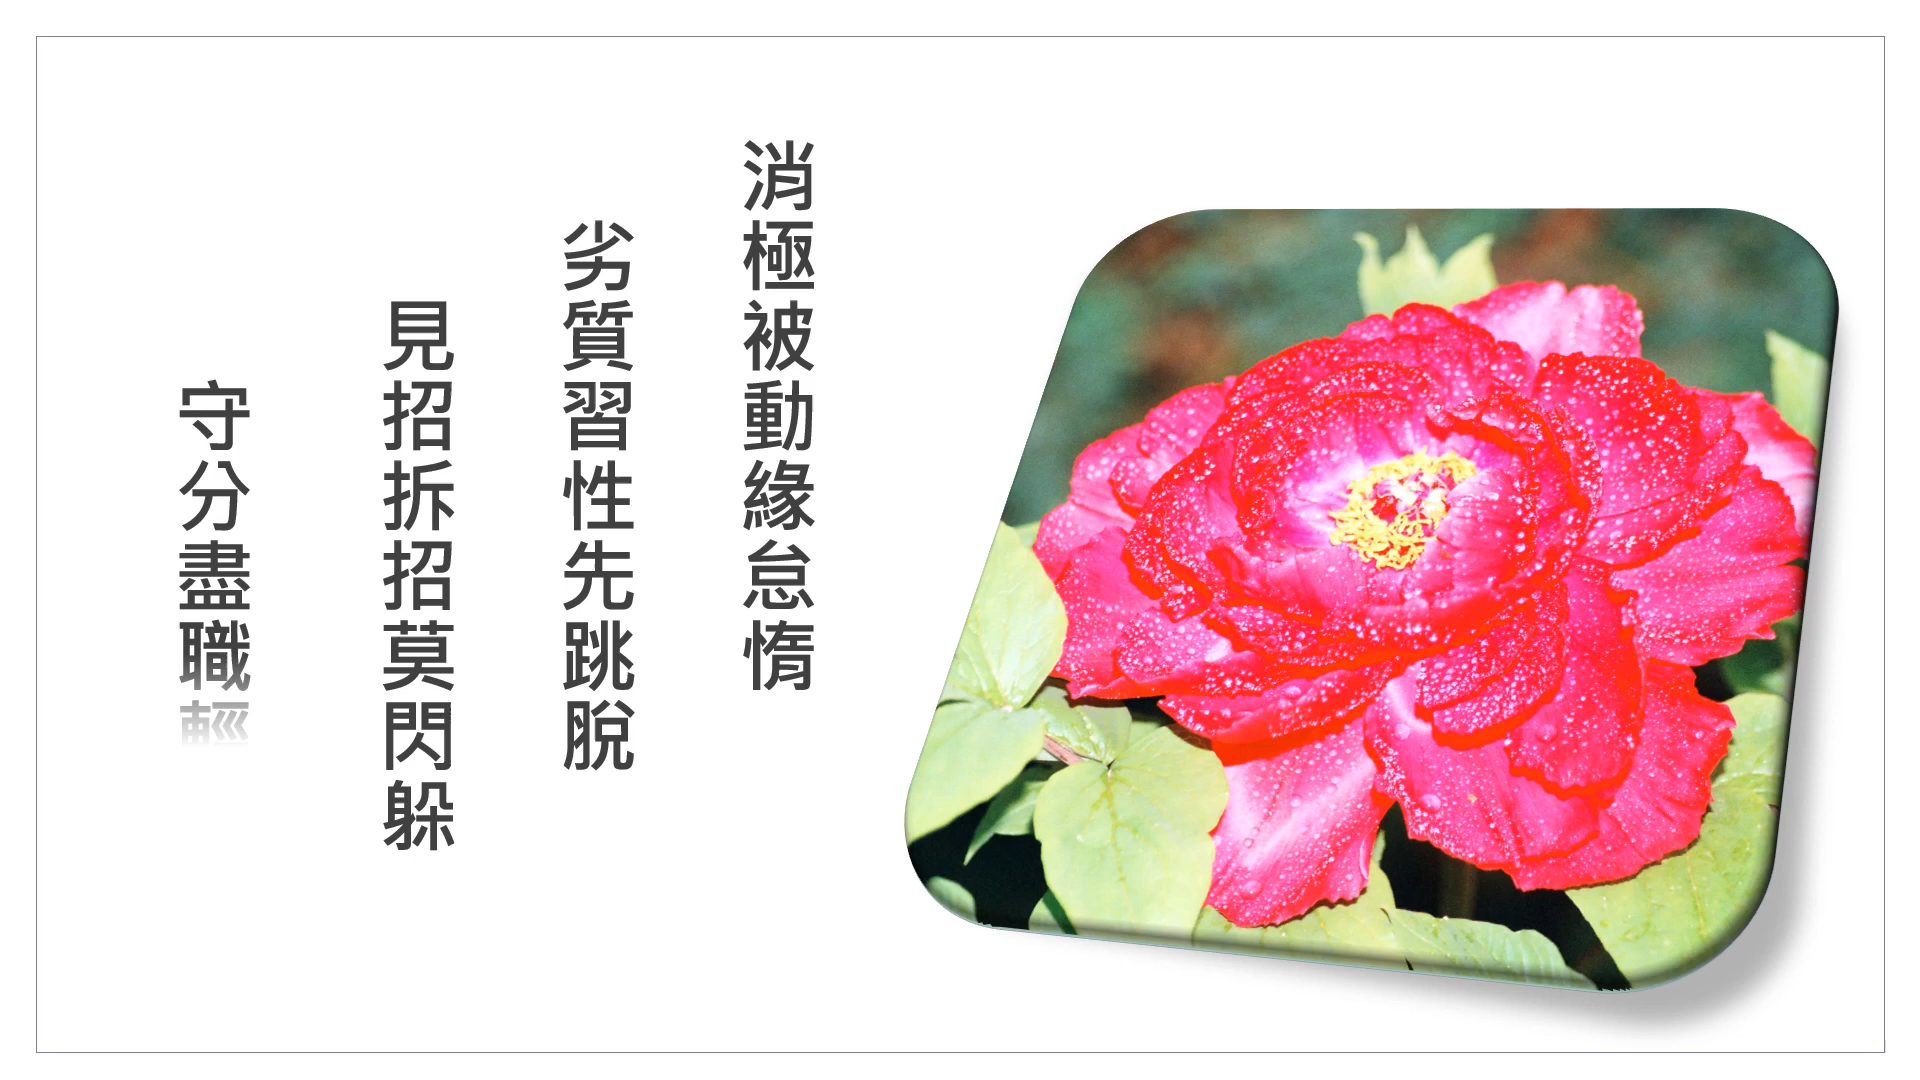 消極被動緣怠惰
劣質習性先跳脫
見招拆招莫閃躲
守分盡職輕